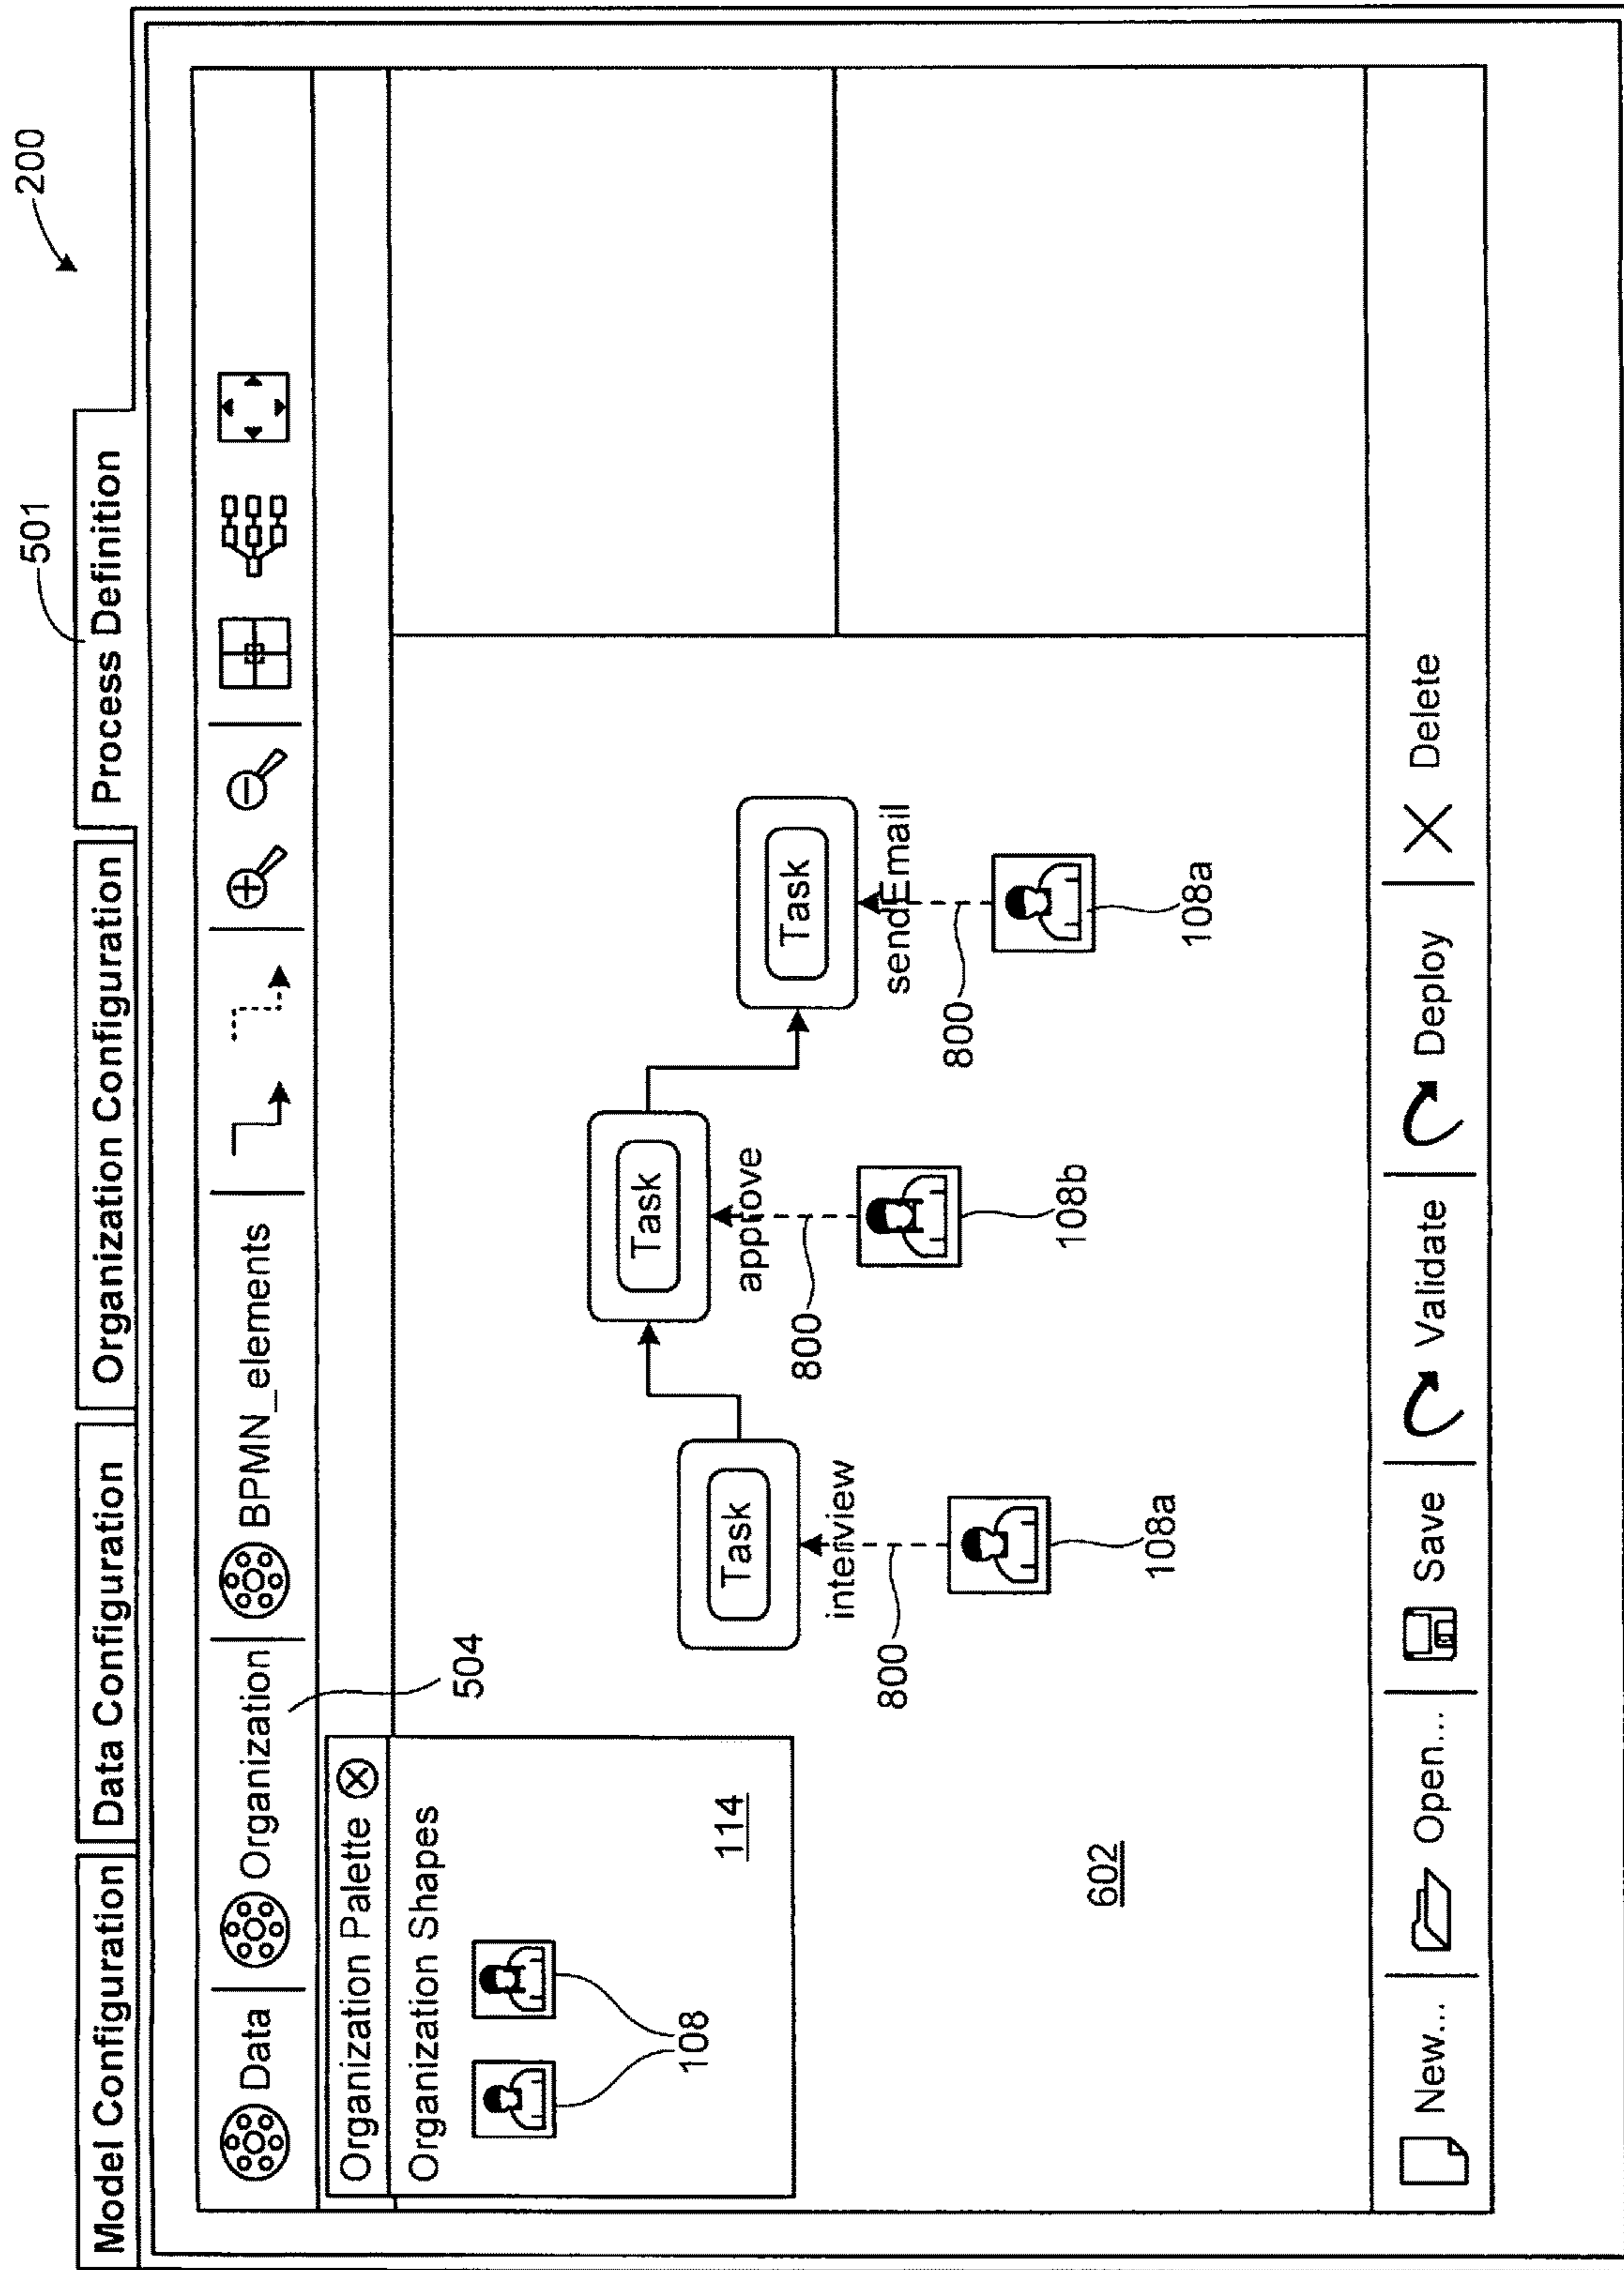 200
501
Model Configuration
Data Configuration
Organization Configuration
Process Definition
Data
Organization
BPMN_elements
504
Organization Palette
Organization Shapes
108
114
602
Task
interview
800
108a
Task
approve
800
108b
Task
sendEmail
800
108a
New...
Open...
Save
Validate
Deploy
Delete